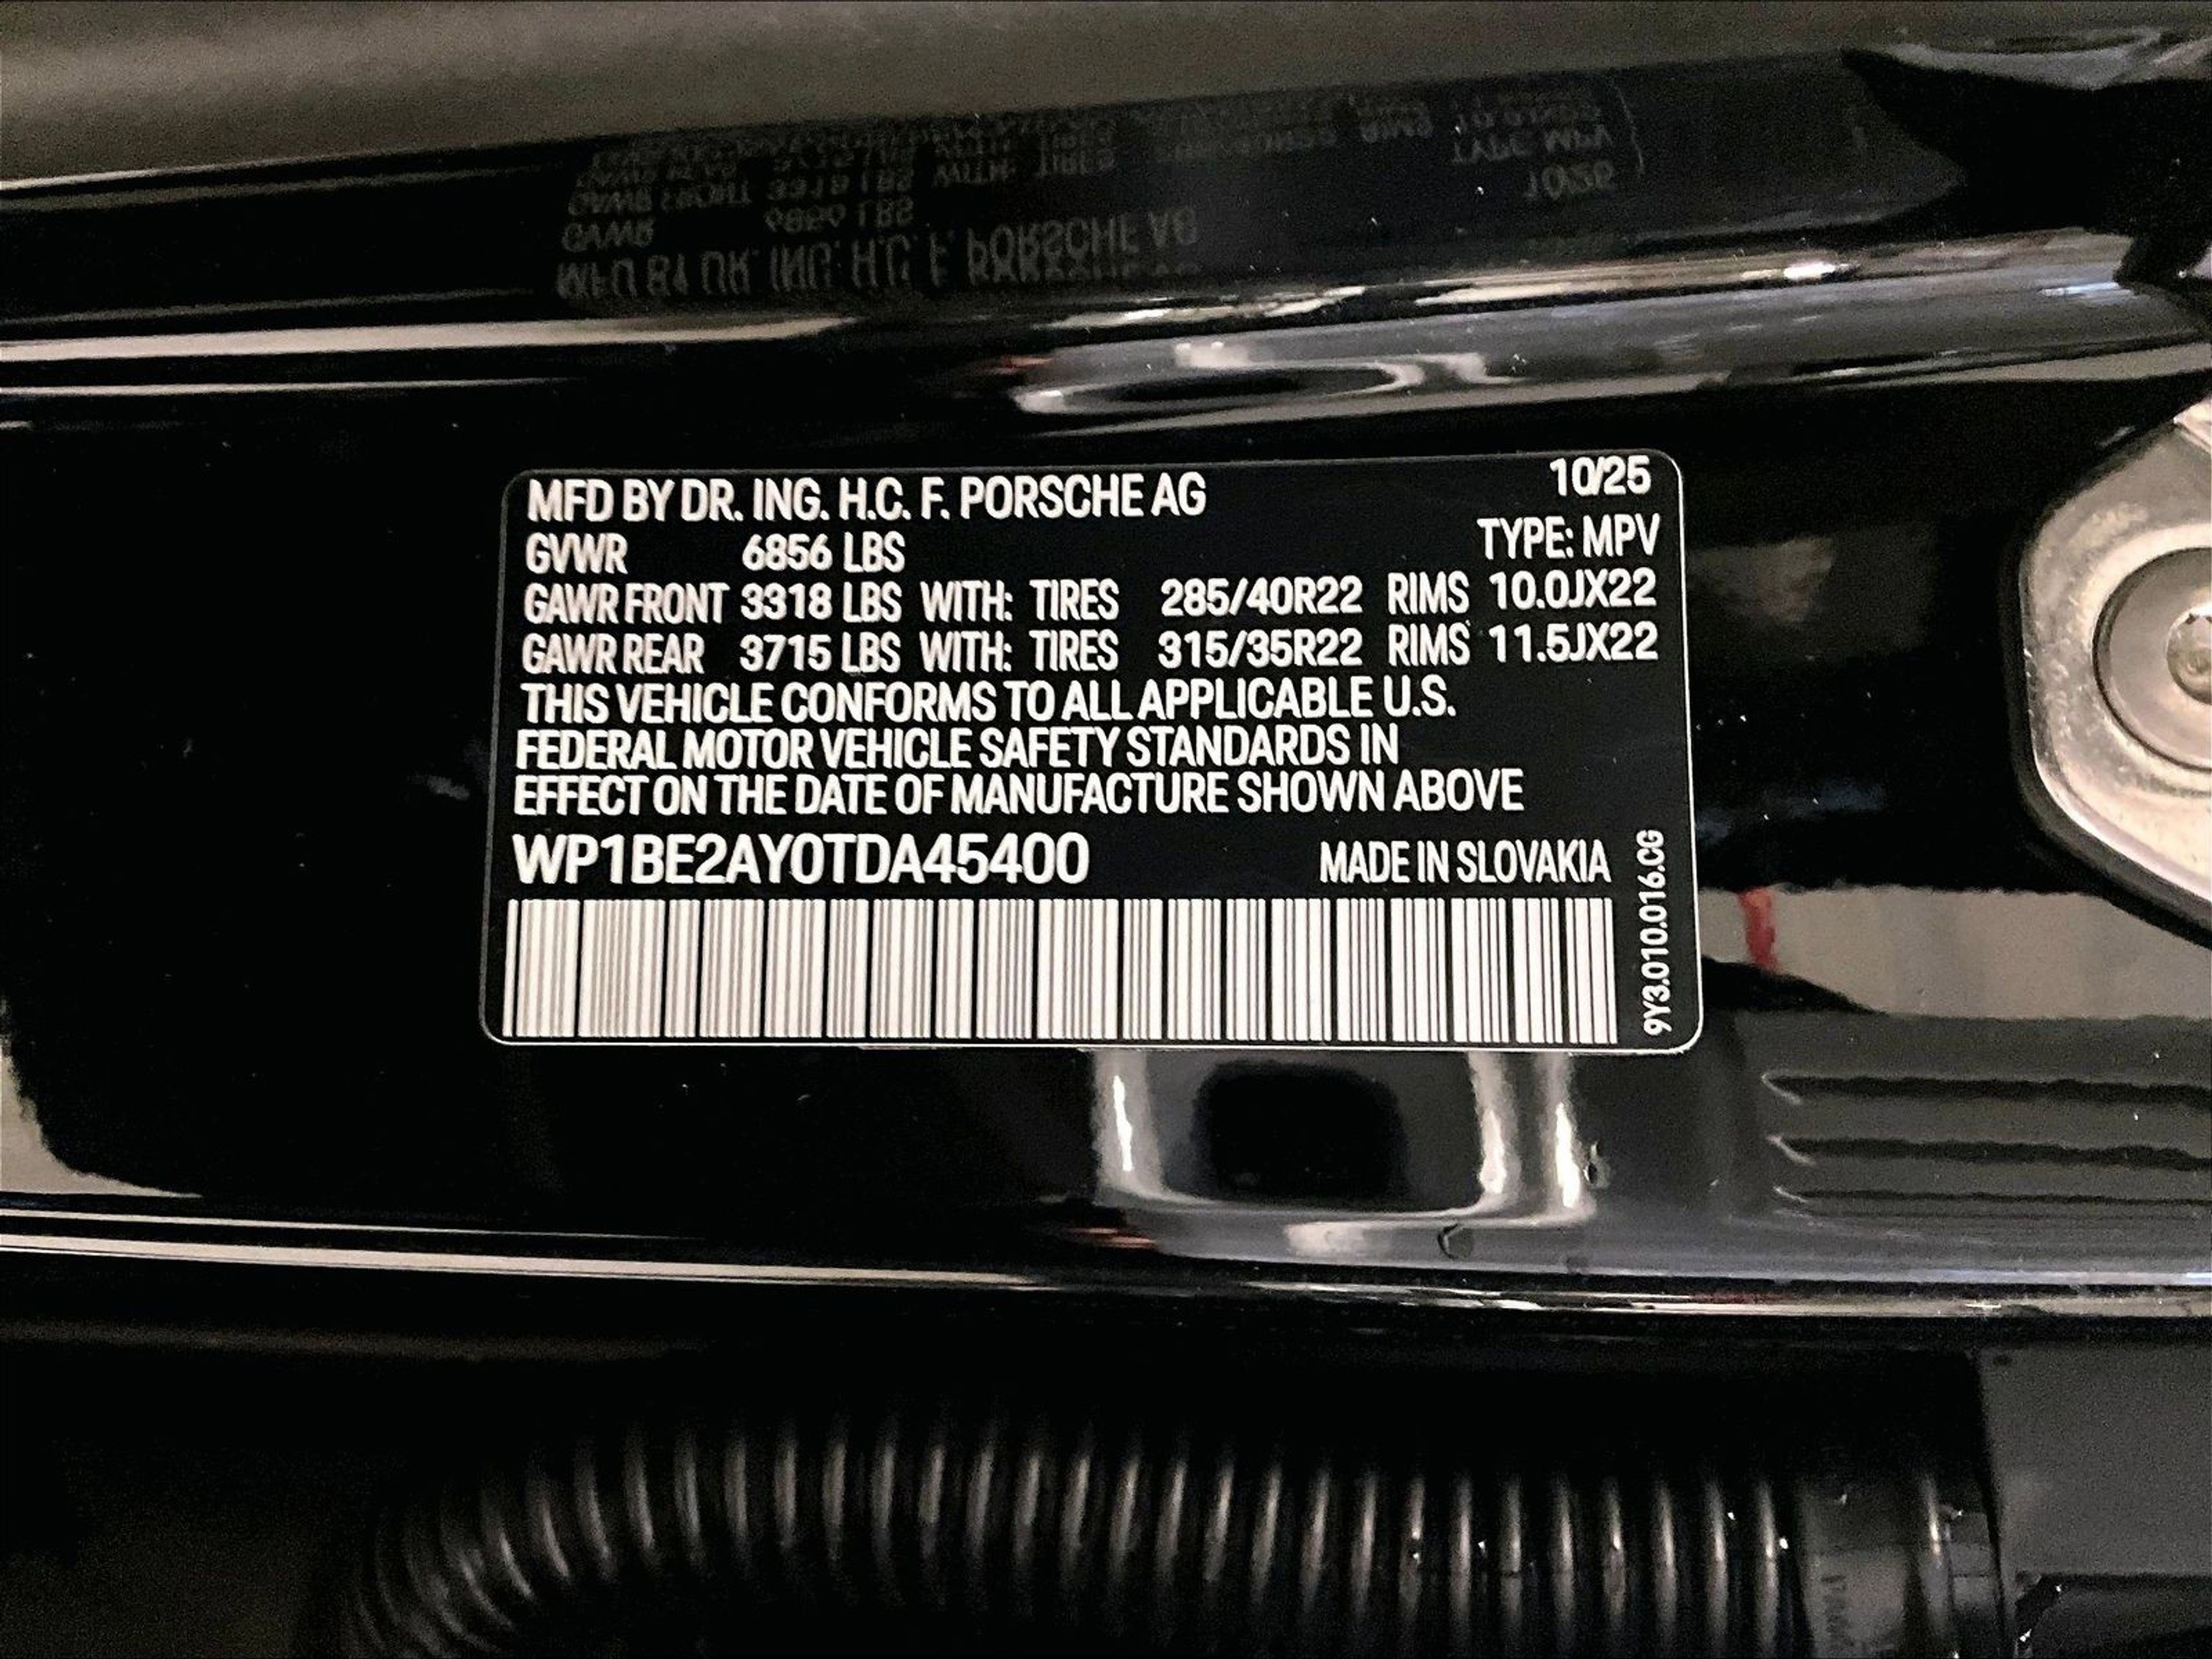 MFD BY DR. ING. H.C. F. PORSCHE AG 10/25
GVWR 6856 LBS TYPE: MPV
GAWR FRONT 3318 LBS WITH: TIRES 285/40R22 RIMS 10.0JX22
GAWR REAR 3715 LBS WITH: TIRES 315/35R22 RIMS 11.5JX22
THIS VEHICLE CONFORMS TO ALL APPLICABLE U.S.
FEDERAL MOTOR VEHICLE SAFETY STANDARDS IN
EFFECT ON THE DATE OF MANUFACTURE SHOWN ABOVE
WP1BE2AY0TDA45400 MADE IN SLOVAKIA
9Y3.010.016.CG